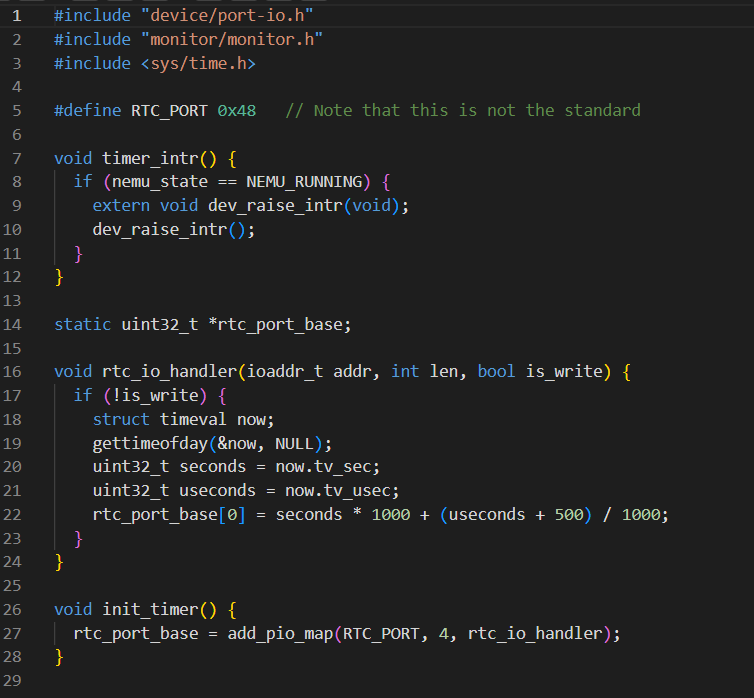 1 #include "device/port-io.h"
2 #include "monitor/monitor.h"
3 #include <sys/time.h>
4
5 #define RTC_PORT 0x48   // Note that this is not the standard
6
7 void timer_intr() {
8   if (nemu_state == NEMU_RUNNING) {
9     extern void dev_raise_intr(void);
10     dev_raise_intr();
11   }
12 }
13
14 static uint32_t *rtc_port_base;
15
16 void rtc_io_handler(ioaddr_t addr, int len, bool is_write) {
17   if (!is_write) {
18     struct timeval now;
19     gettimeofday(&now, NULL);
20     uint32_t seconds = now.tv_sec;
21     uint32_t useconds = now.tv_usec;
22     rtc_port_base[0] = seconds * 1000 + (useconds + 500) / 1000;
23   }
24 }
25
26 void init_timer() {
27   rtc_port_base = add_pio_map(RTC_PORT, 4, rtc_io_handler);
28 }
29